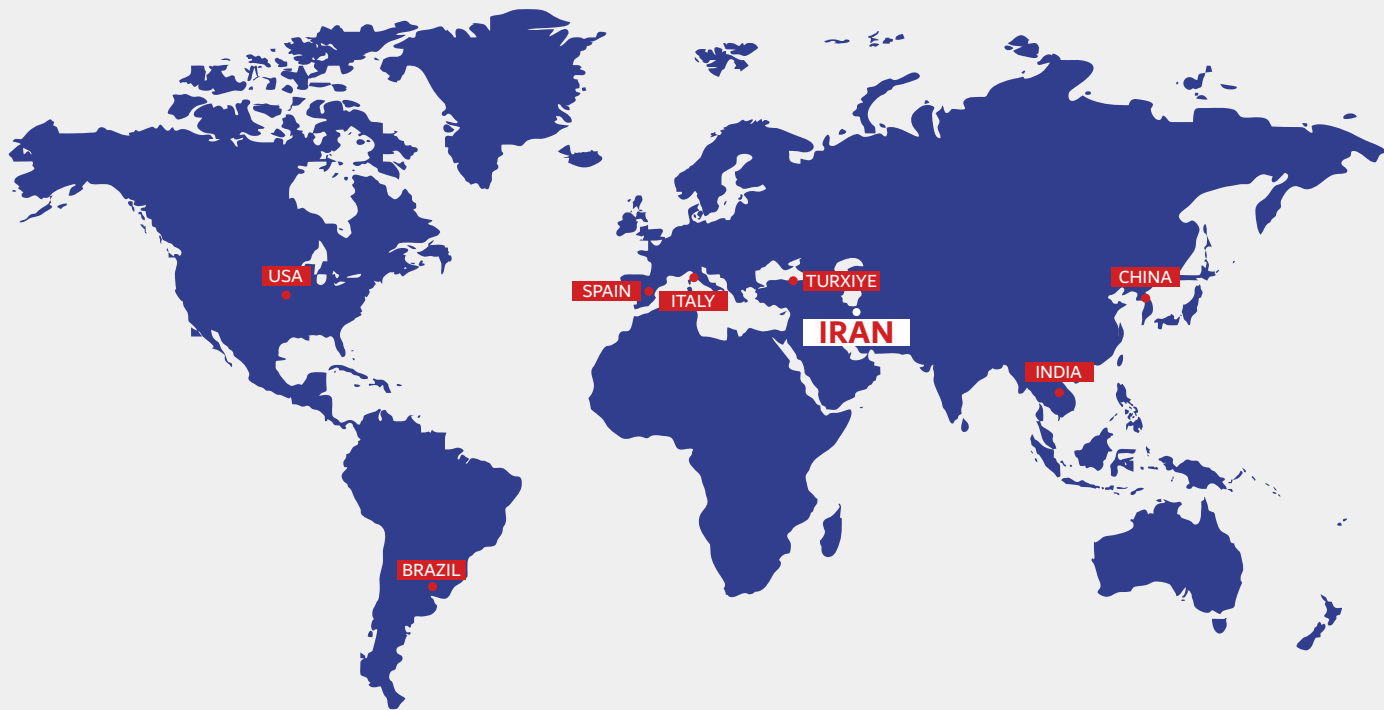 USA
CHINA
TURXIYE
SPAIN
ITALY
IRAN
INDIA
BRAZIL